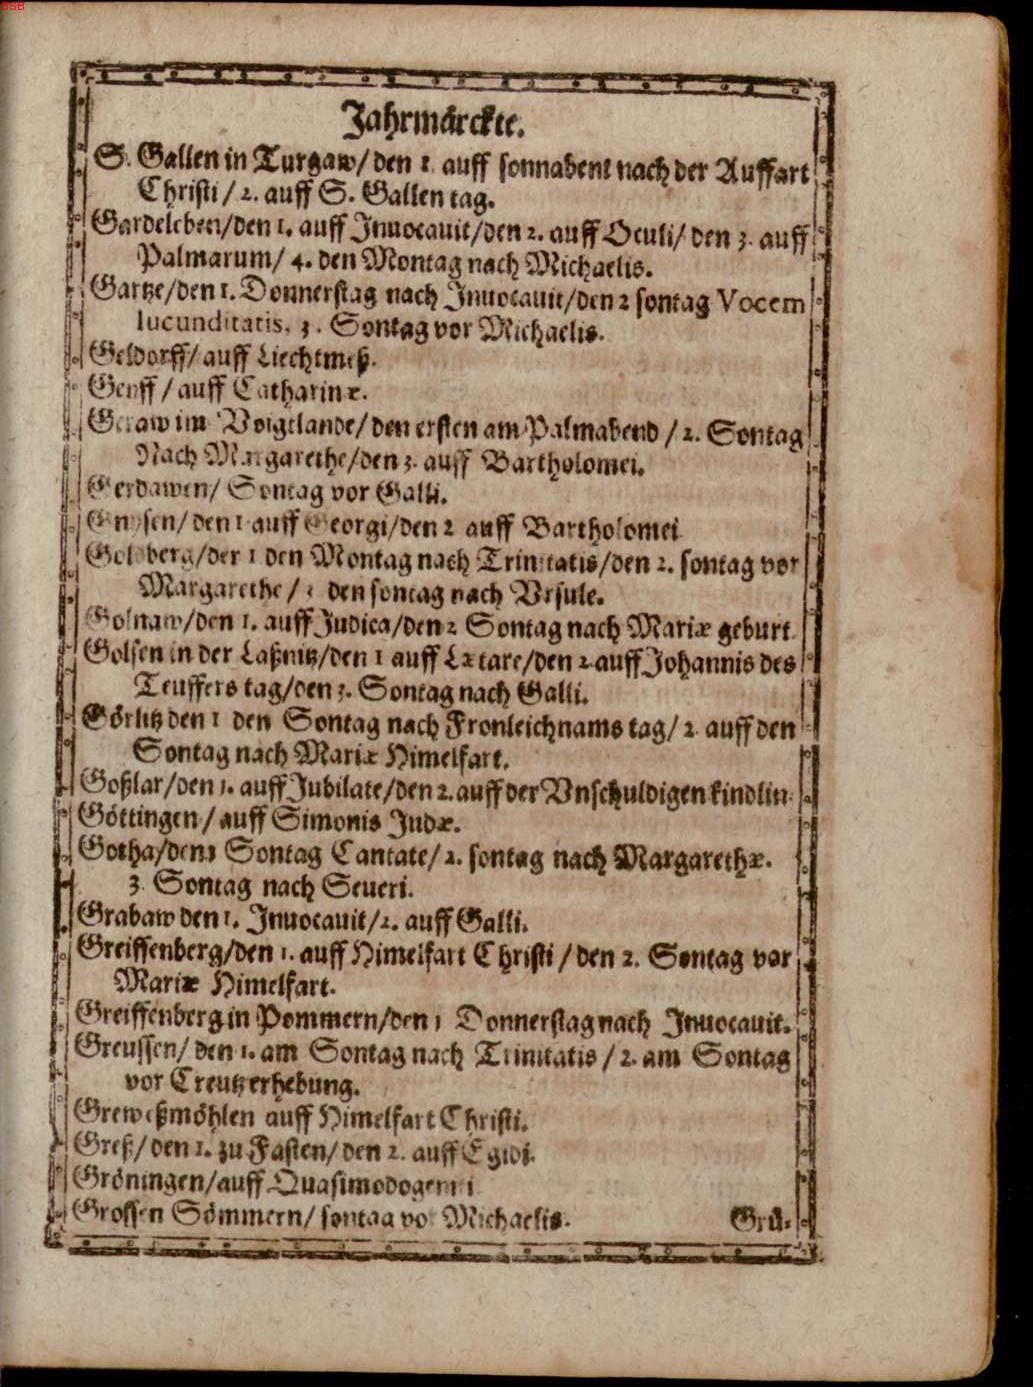 BSB
Jahrmärckte.
S. Gallen in Turgaw/den 1. auff sonnabent nach der Auffart
Christi/2. auff S. Gallen tag.
Gardeleben/den 1. auff Inuocauit/den 2. auff Oculi/den 3. auff
Palmarum/4. den Montag nach Michaelis.
Gartze/den 1. Donnerstag nach Inuocauit/den 2 sontag Vocem
Iucunditatis, 3. Sontag vor Michaelis.
Geldorff/auff Liechtmeß.
Genff/auff Catharinæ.
Geraw im Voigtlande/den ersten am Palmabend/2. Sontag
Nach Margarethe/den 3. auff Bartholomei.
Gerdawen/Sontag vor Galli.
Gnysen/den 1 auff Georgi/den 2 auff Bartholomei
Goldberg/der 1 den Montag nach Trinitatis/den 2. sontag vor
Margarethe/3 den sontag nach Vrsule.
Golnaw/den 1. auff Judica/den 2 Sontag nach Mariæ geburt.
Golsen in der Laßnitz/den 1 auff Lætare/den 2 auff Johannis des
Teuffers tag/den 3. Sontag nach Galli.
Görlitz den 1 den Sontag nach Fronleichnams tag/2. auff den
Sontag nach Mariæ Himelfart.
Goßlar/den 1. auff Jubilate/den 2. auff der Vnschuldigen kindlin
Göttingen/auff Simonis Judæ.
Gotha/den 1 Sontag Cantate/2. sontag nach Margarethæ.
3. Sontag nach Seueri.
Grabaw den 1. Inuocauit/2. auff Galli.
Greiffenberg/den 1. auff Himelfart Christi/den 2. Sontag vor
Mariæ Himelfart.
Greiffenberg in Pommern/den 1 Donnerstag nach Inuocauit.
Greussen/den 1. am Sontag nach Trinitatis/2. am Sontag
vor Creutzerhebung.
Greweßmöhlen auff Himelfart Christi.
Greß/den 1. zu Fasten/den 2. auff Egidi.
Gröningen/auff Quasimodogeniti
Grossen Sömmern/sontag vor Michaelis.
Grü-